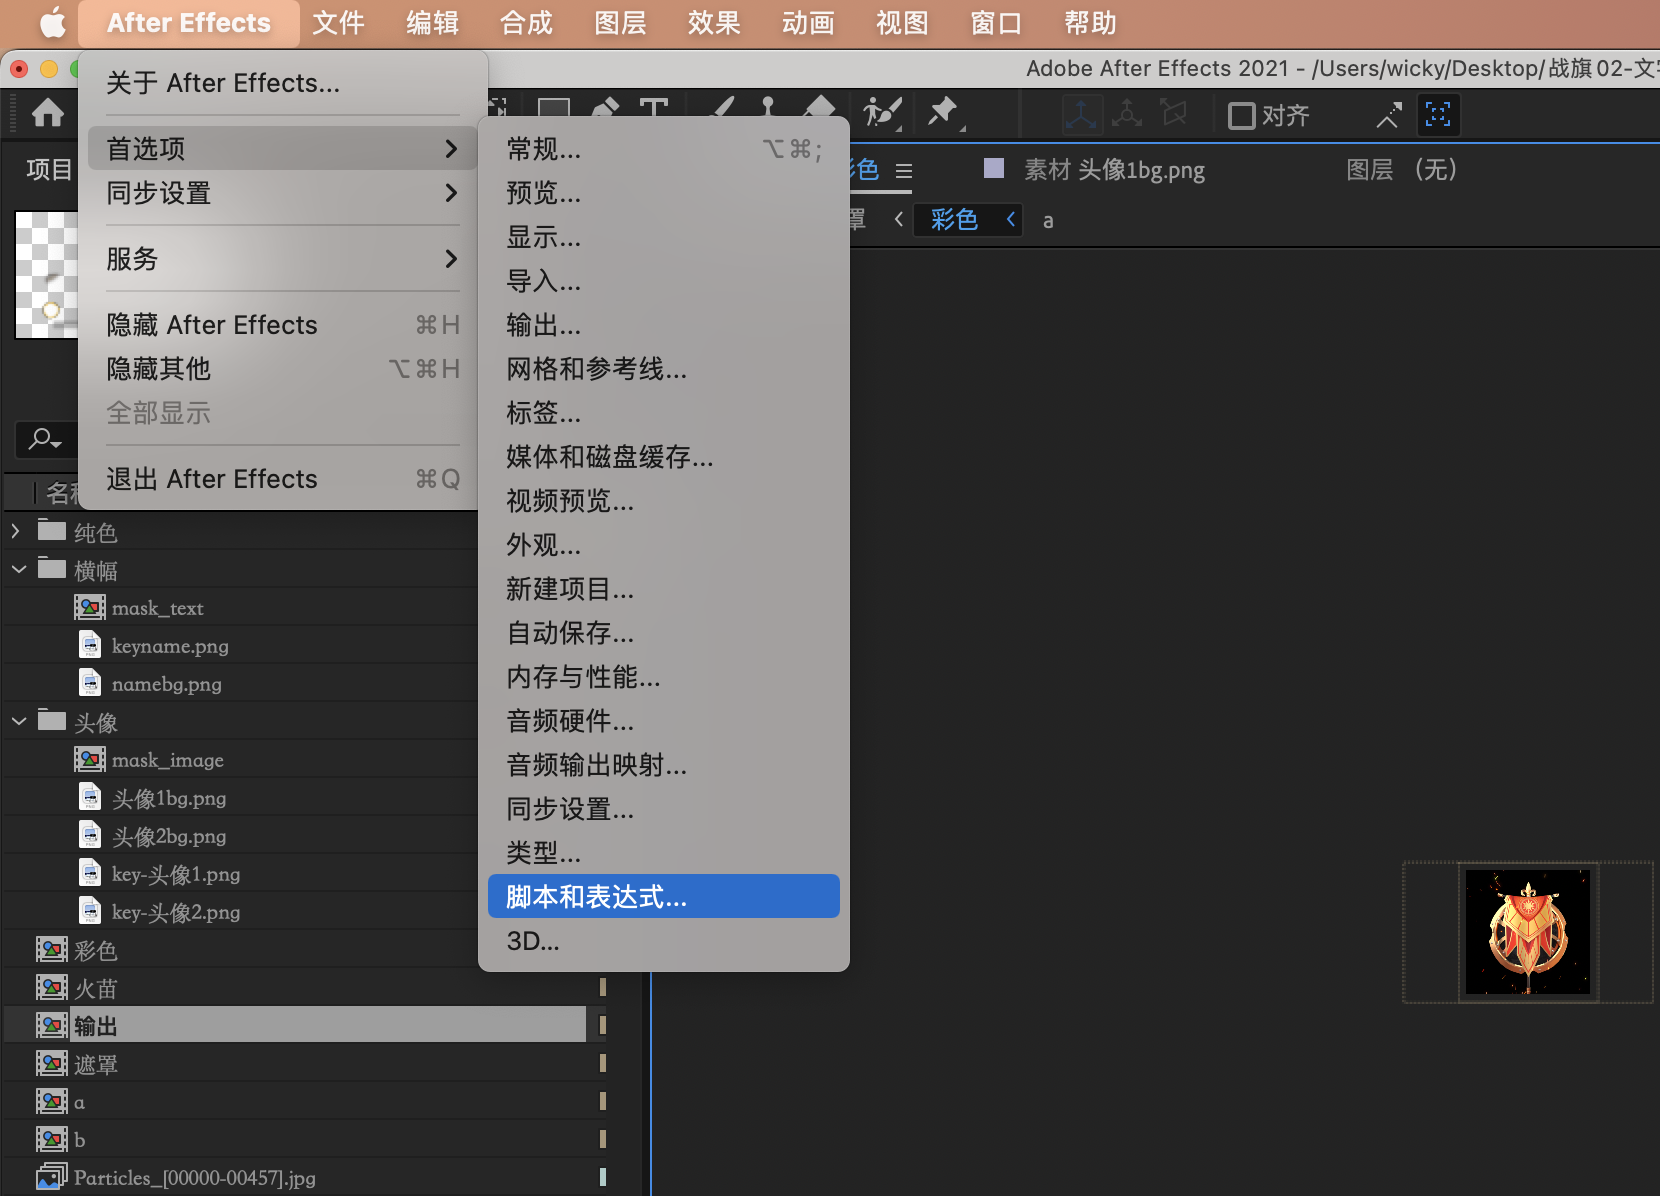 After Effects 文件 编辑 合成 图层 效果 动画 视图 窗口 帮助
Adobe After Effects 2021 - /Users/wicky/Desktop/战旗02-文
关于 After Effects...
首选项
同步设置
服务
隐藏 After Effects ⌘H
隐藏其他 ⌥⌘H
全部显示
退出 After Effects ⌘Q
常规... ⌥⌘;
预览...
显示...
导入...
输出...
网格和参考线...
标签...
媒体和磁盘缓存...
视频预览...
外观...
新建项目...
自动保存...
内存与性能...
音频硬件...
音频输出映射...
同步设置...
类型...
脚本和表达式...
3D...
对齐
色 素材 头像1bg.png 图层 (无)
罩 彩色 a
项目
名称
纯色
横幅
mask_text
keyname.png
namebg.png
头像
mask_image
头像1bg.png
头像2bg.png
key-头像1.png
key-头像2.png
彩色
火苗
输出
遮罩
a
b
Particles_[00000-00457].jpg